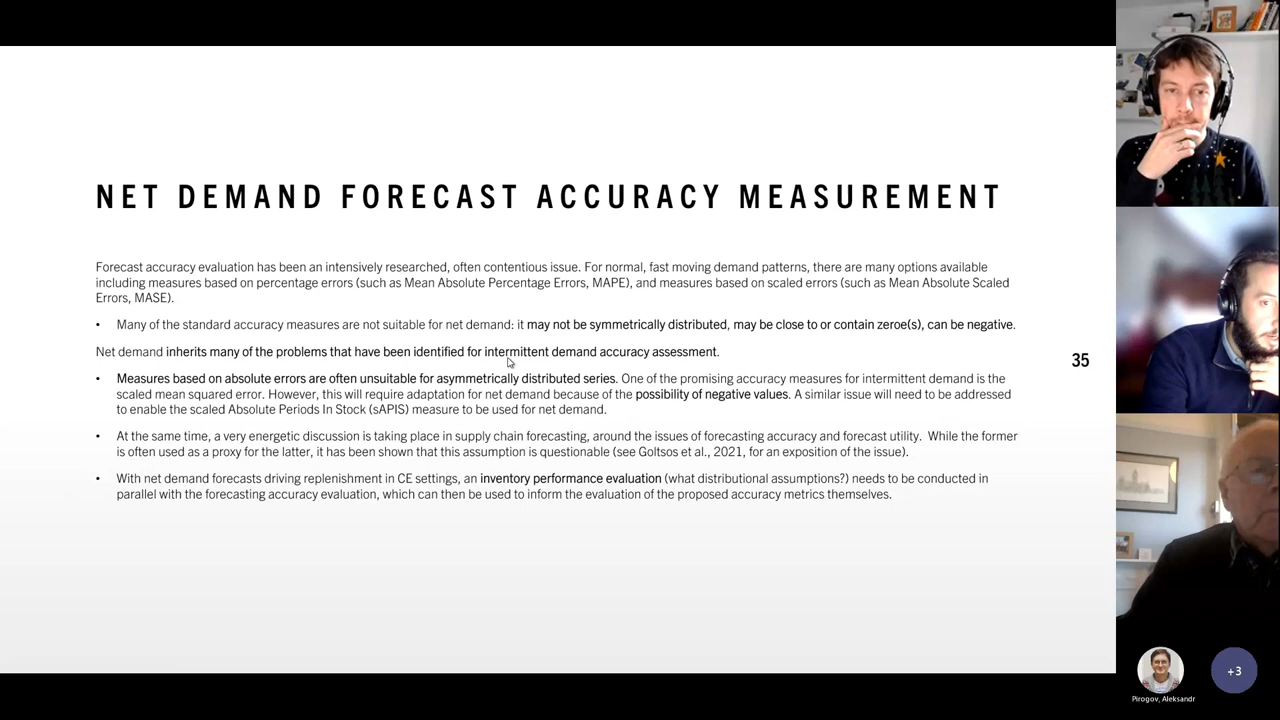 NET DEMAND FORECAST ACCURACY MEASUREMENT
Forecast accuracy evaluation has been an intensively researched, often contentious issue. For normal, fast moving demand patterns, there are many options available
including measures based on percentage errors (such as Mean Absolute Percentage Errors, MAPE), and measures based on scaled errors (such as Mean Absolute Scaled
Errors, MASE).
• Many of the standard accuracy measures are not suitable for net demand: it may not be symmetrically distributed, may be close to or contain zeroe(s), can be negative.
Net demand inherits many of the problems that have been identified for intermittent demand accuracy assessment.
• Measures based on absolute errors are often unsuitable for asymmetrically distributed series. One of the promising accuracy measures for intermittent demand is the
scaled mean squared error. However, this will require adaptation for net demand because of the possibility of negative values. A similar issue will need to be addressed
to enable the scaled Absolute Periods In Stock (sAPIS) measure to be used for net demand.
• At the same time, a very energetic discussion is taking place in supply chain forecasting, around the issues of forecasting accuracy and forecast utility. While the former
is often used as a proxy for the latter, it has been shown that this assumption is questionable (see Goltsos et al., 2021, for an exposition of the issue).
• With net demand forecasts driving replenishment in CE settings, an inventory performance evaluation (what distributional assumptions?) needs to be conducted in
parallel with the forecasting accuracy evaluation, which can then be used to inform the evaluation of the proposed accuracy metrics themselves.
35
+3
Pirogov, Aleksandr